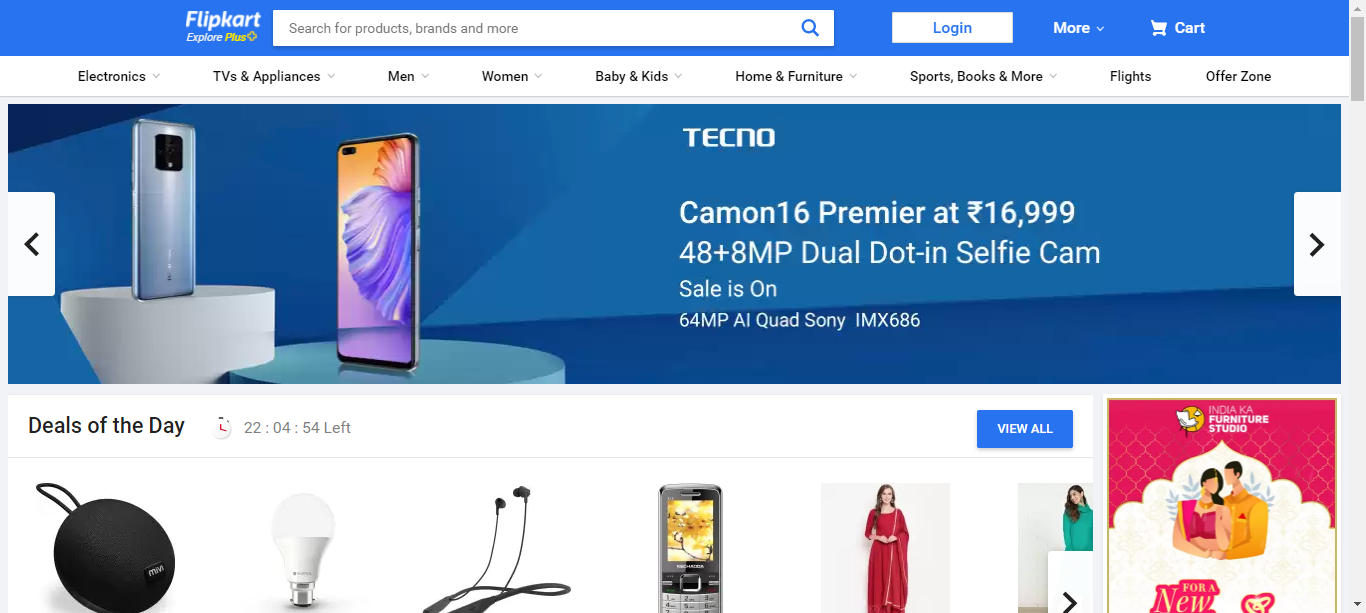 Flipkart
Explore Plus
Search for products, brands and more
Login
More
Cart
Electronics
TVs & Appliances
Men
Women
Baby & Kids
Home & Furniture
Sports, Books & More
Flights
Offer Zone
TECNO
Camon16 Premier at ₹16,999
48+8MP Dual Dot-in Selfie Cam
Sale is On
64MP AI Quad Sony IMX686
Deals of the Day
22 : 04 : 54 Left
VIEW ALL
INDIA KA
FURNITURE
STUDIO
mivi
KECHAODA
FOR A
New